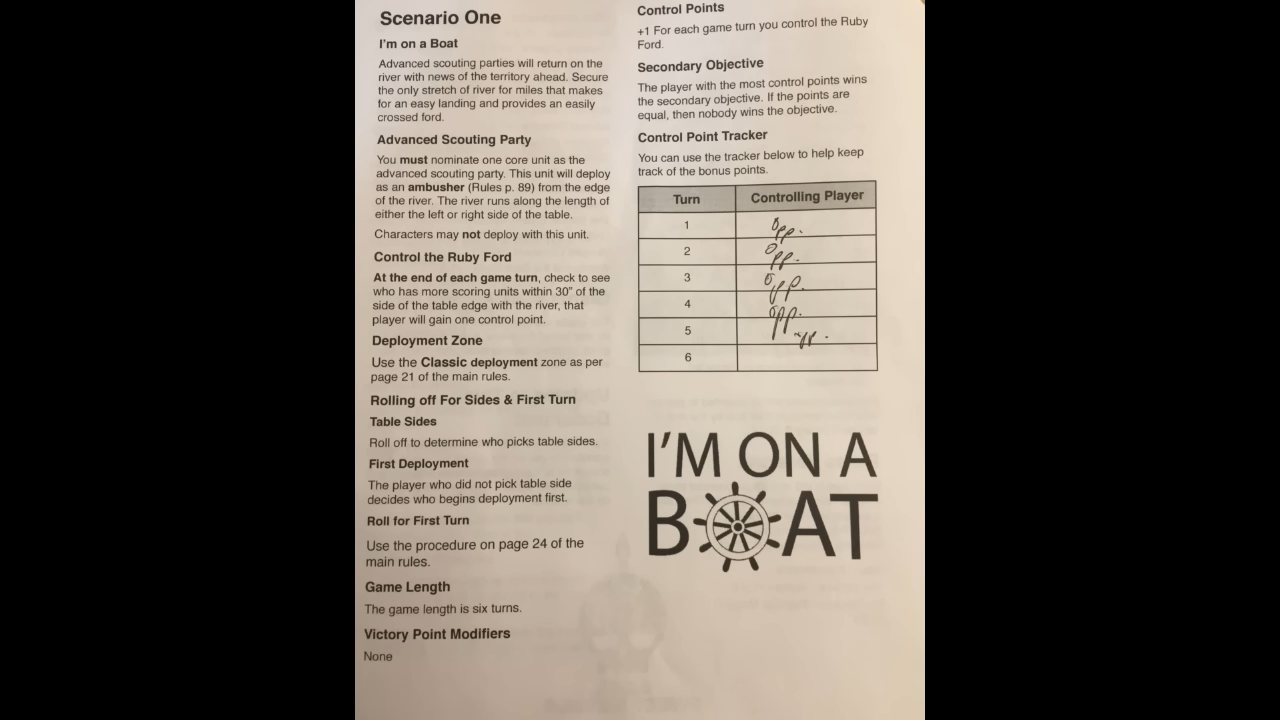 Scenario One
I'm on a Boat
Advanced scouting parties will return on the
river with news of the territory ahead. Secure
the only stretch of river for miles that makes
for an easy landing and provides an easily
crossed ford.
Advanced Scouting Party
You must nominate one core unit as the
advanced scouting party. This unit will deploy
as an ambusher (Rules p. 89) from the edge
of the river. The river runs along the length of
either the left or right side of the table.
Characters may not deploy with this unit.
Control the Ruby Ford
At the end of each game turn, check to see
who has more scoring units within 30" of the
side of the table edge with the river, that
player will gain one control point.
Deployment Zone
Use the Classic deployment zone as per
page 21 of the main rules.
Rolling off For Sides & First Turn
Table Sides
Roll off to determine who picks table sides.
First Deployment
The player who did not pick table side
decides who begins deployment first.
Roll for First Turn
Use the procedure on page 24 of the
main rules.
Game Length
The game length is six turns.
Victory Point Modifiers
None
Control Points
+1 For each game turn you control the Ruby
Ford.
Secondary Objective
The player with the most control points wins
the secondary objective. If the points are
equal, then nobody wins the objective.
Control Point Tracker
You can use the tracker below to help keep
track of the bonus points.
Turn Controlling Player
1 Opp.
2 Opp.
3 Opp.
4 Opp.
5 opp.
6
I'M ON A
BOAT